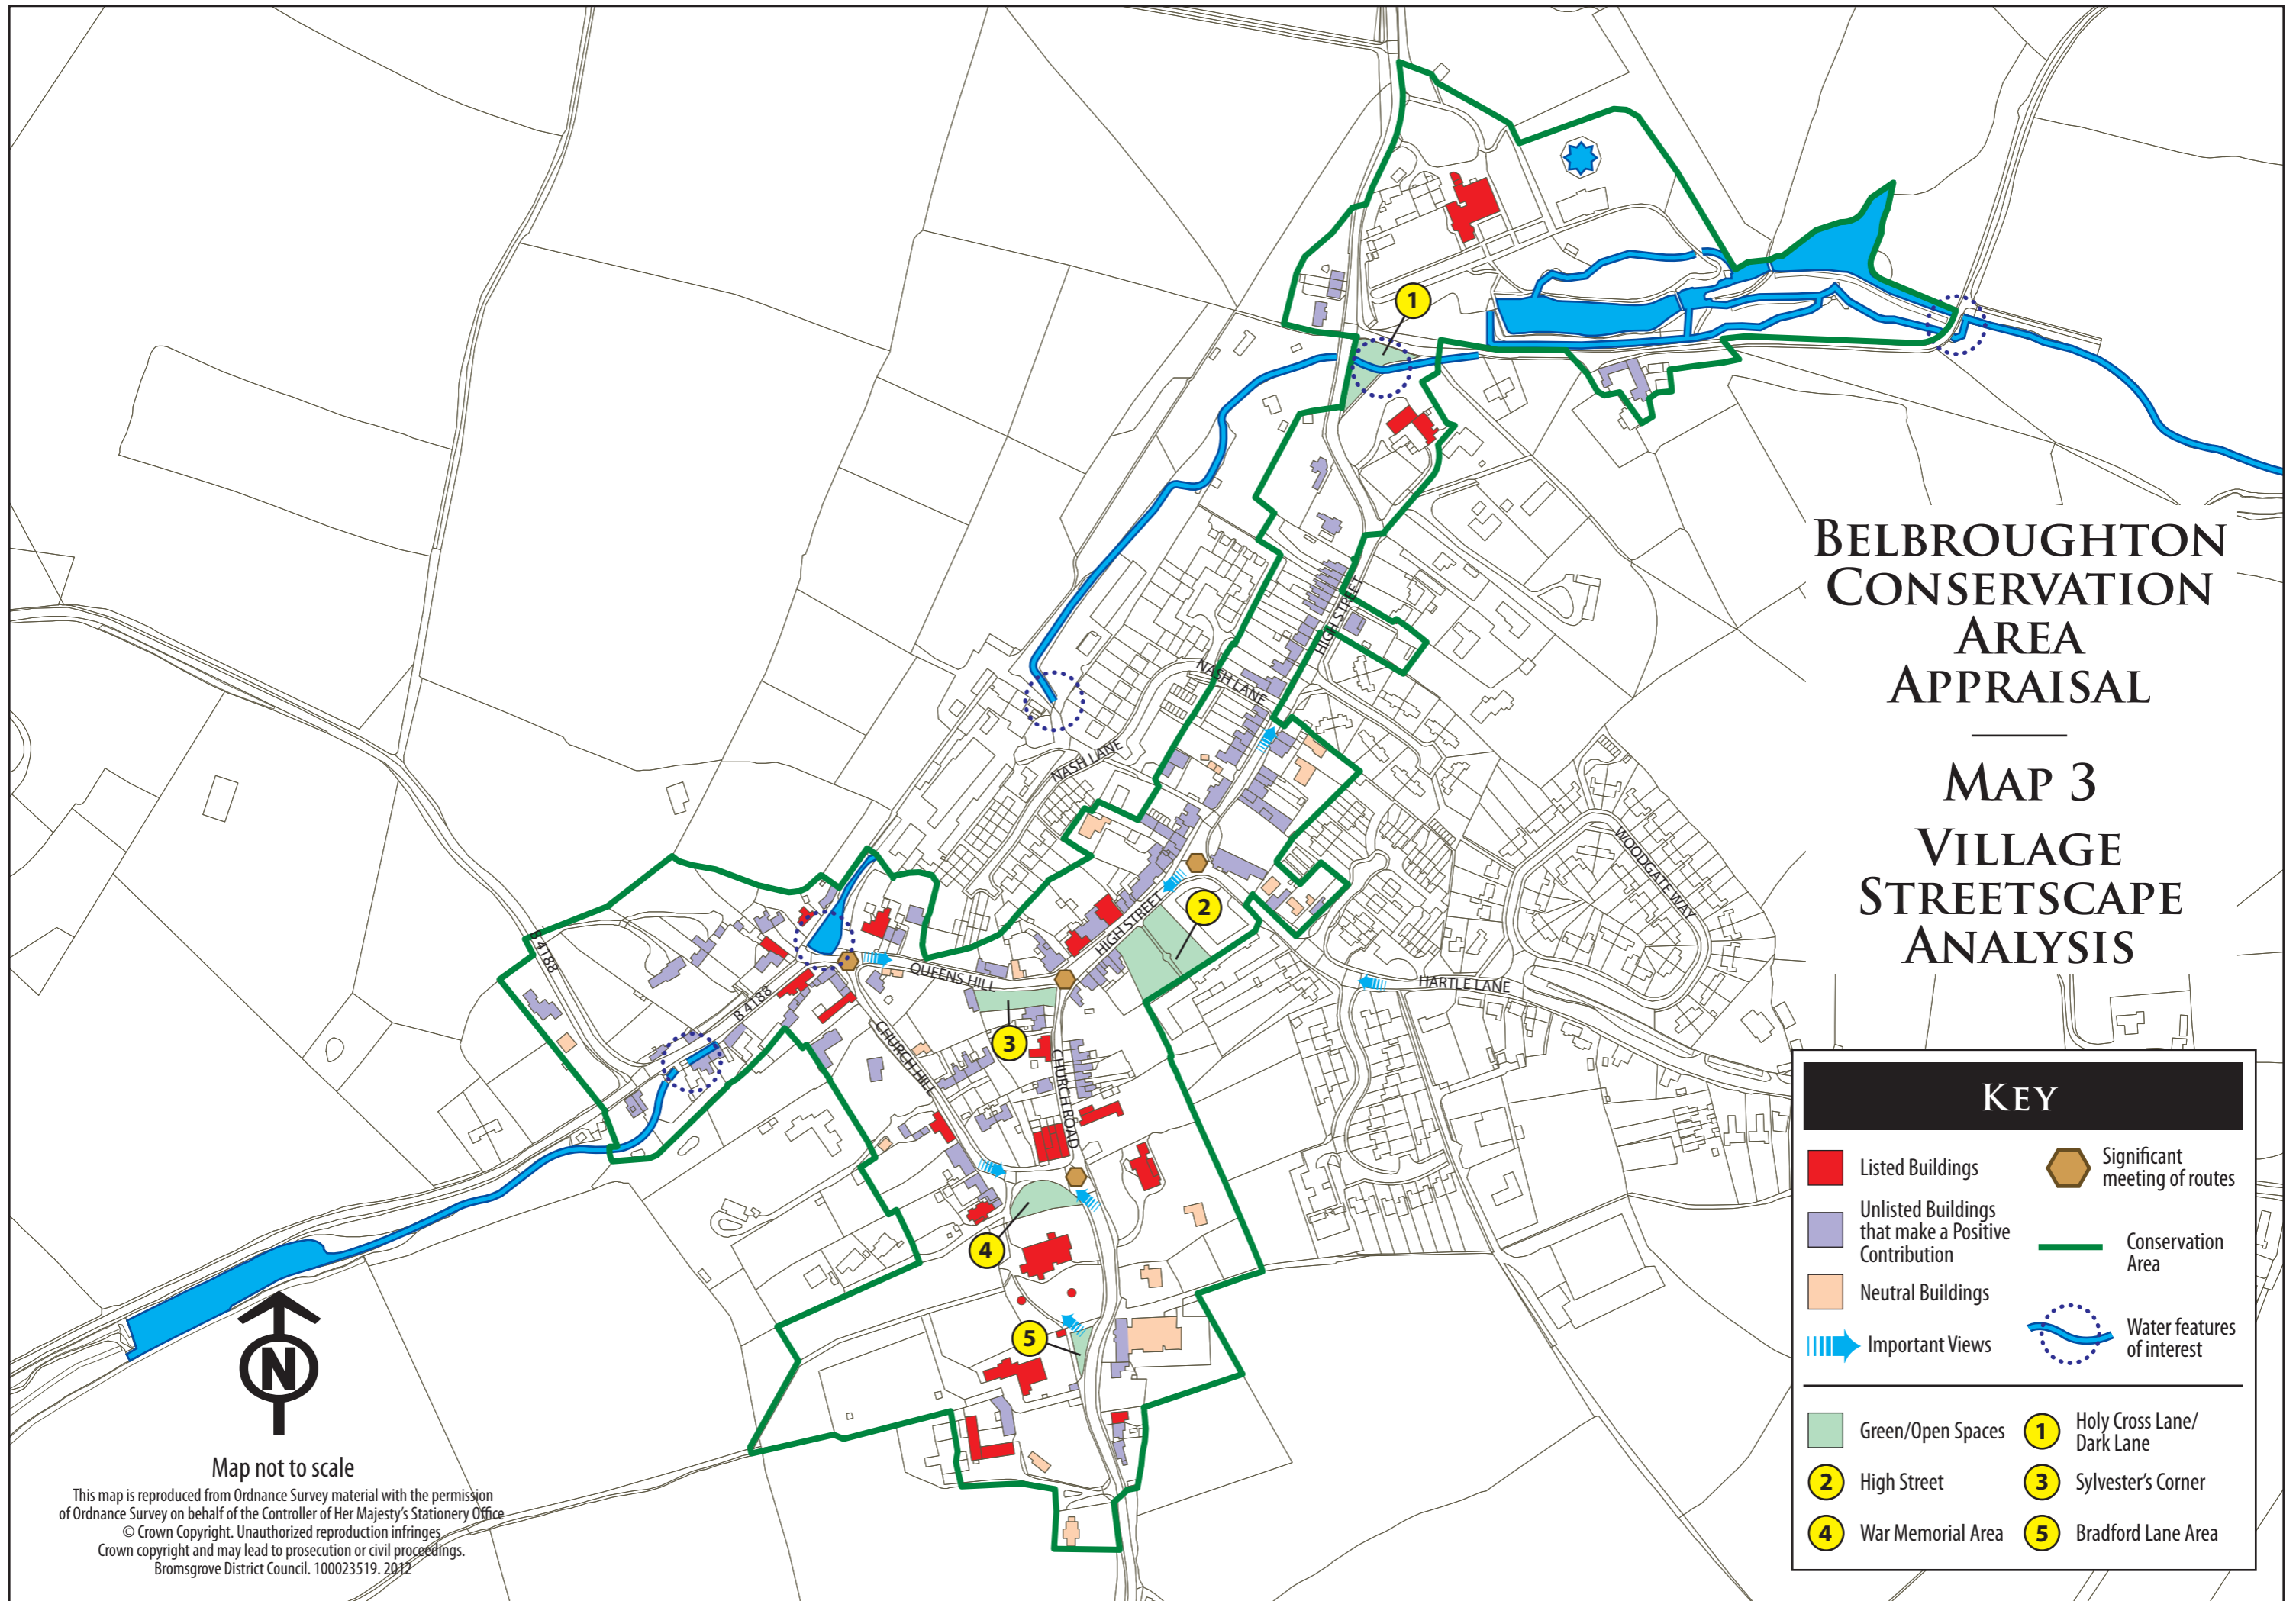 BELBROUGHTON
CONSERVATION
AREA
APPRAISAL
MAP 3
VILLAGE
STREETSCAPE
ANALYSIS
1
HIGH STREET
NASH LANE
NASH LANE
WOODGATE WAY
2
HIGH STREET
B 4188
QUEENS HILL
HARTLE LANE
B 4188
3
CHURCH HILL
CHURCH ROAD
4
5
KEY
Listed Buildings
Significant
meeting of routes
Unlisted Buildings
that make a Positive
Contribution
Conservation
Area
Neutral Buildings
Important Views
Water features
of interest
Green/Open Spaces
1 Holy Cross Lane/
Dark Lane
2 High Street
3 Sylvester's Corner
4 War Memorial Area
5 Bradford Lane Area
N
Map not to scale
This map is reproduced from Ordnance Survey material with the permission
of Ordnance Survey on behalf of the Controller of Her Majesty's Stationery Office
© Crown Copyright. Unauthorized reproduction infringes
Crown copyright and may lead to prosecution or civil proceedings.
Bromsgrove District Council. 100023519. 2012